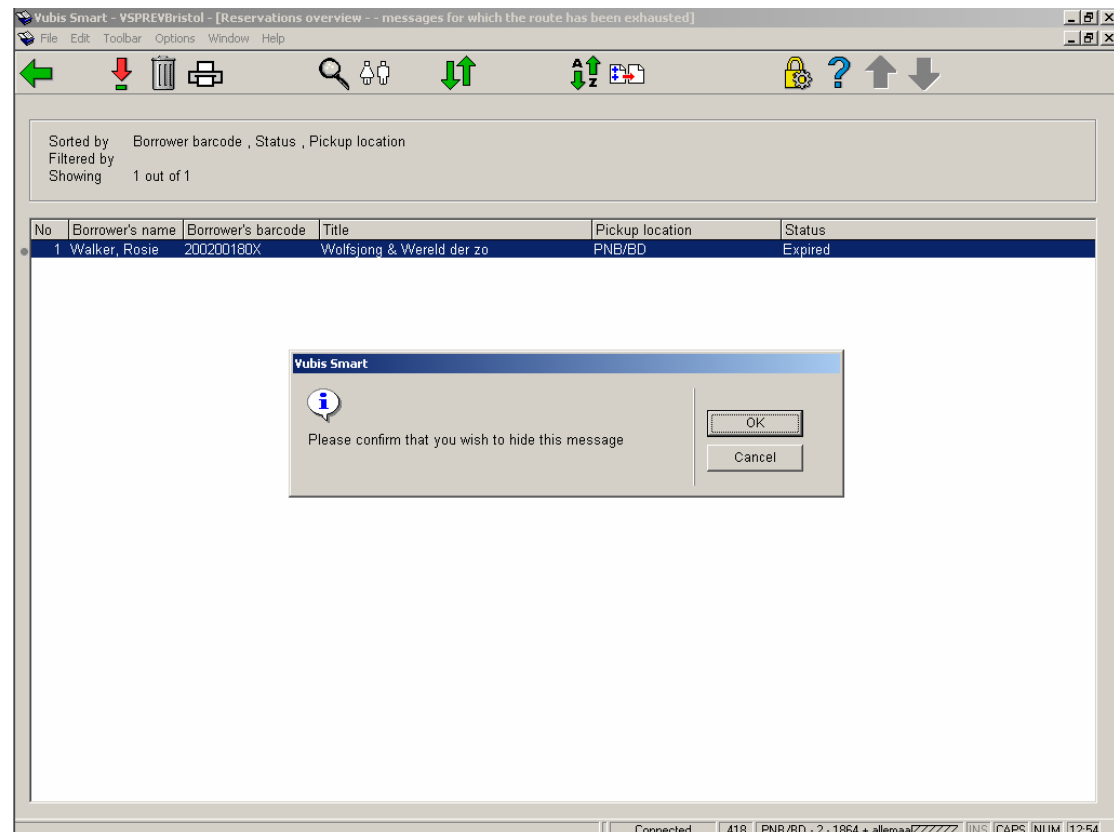 Vubis Smart - VSPREVBristol - [Reservations overview - - messages for which the route has been exhausted]
File Edit Toolbar Options Window Help
A
Z
?
Sorted by Borrower barcode , Status , Pickup location
Filtered by
Showing 1 out of 1
No Borrower's name Borrower's barcode Title Pickup location Status
1 Walker, Rosie 200200180X Wolfsjong & Wereld der zo PNB/BD Expired
Vubis Smart
i
Please confirm that you wish to hide this message
OK
Cancel
Connected 418 PNB/BD - 2 - 1864 + allemaal INS CAPS NUM 12:54